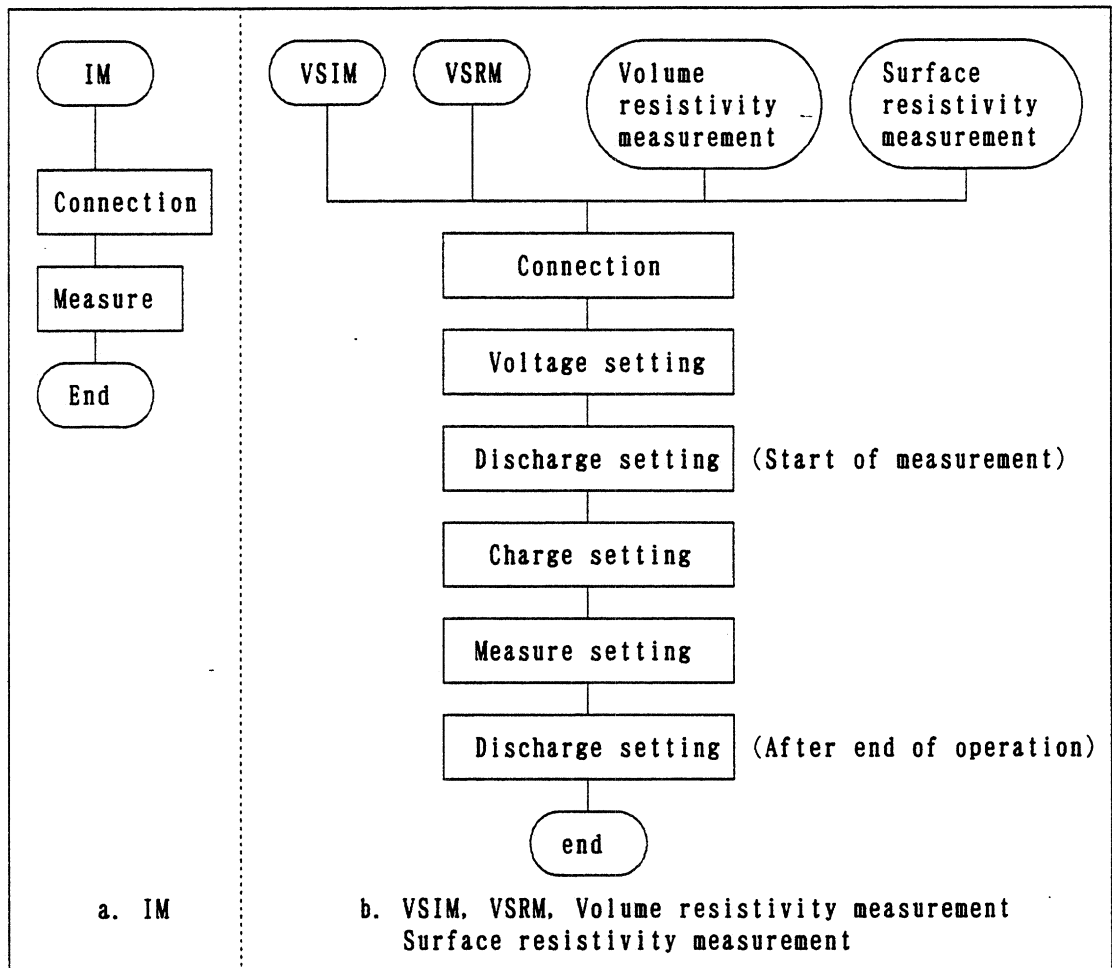 IM
Connection
Measure
End
a. IM
VSIM
VSRM
Volume
resistivity
measurement
Surface
resistivity
measurement
Connection
Voltage setting
Discharge setting (Start of measurement)
Charge setting
Measure setting
Discharge setting (After end of operation)
end
b. VSIM, VSRM, Volume resistivity measurement
Surface resistivity measurement